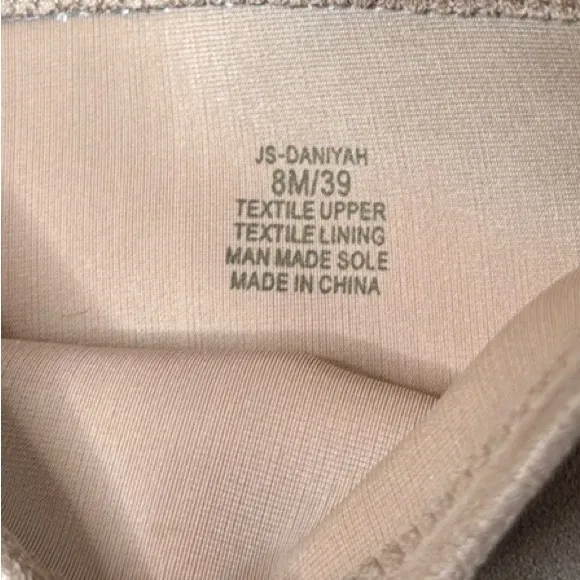 JS-DANIYAH
8M/39
TEXTILE UPPER
TEXTILE LINING
MAN MADE SOLE
MADE IN CHINA